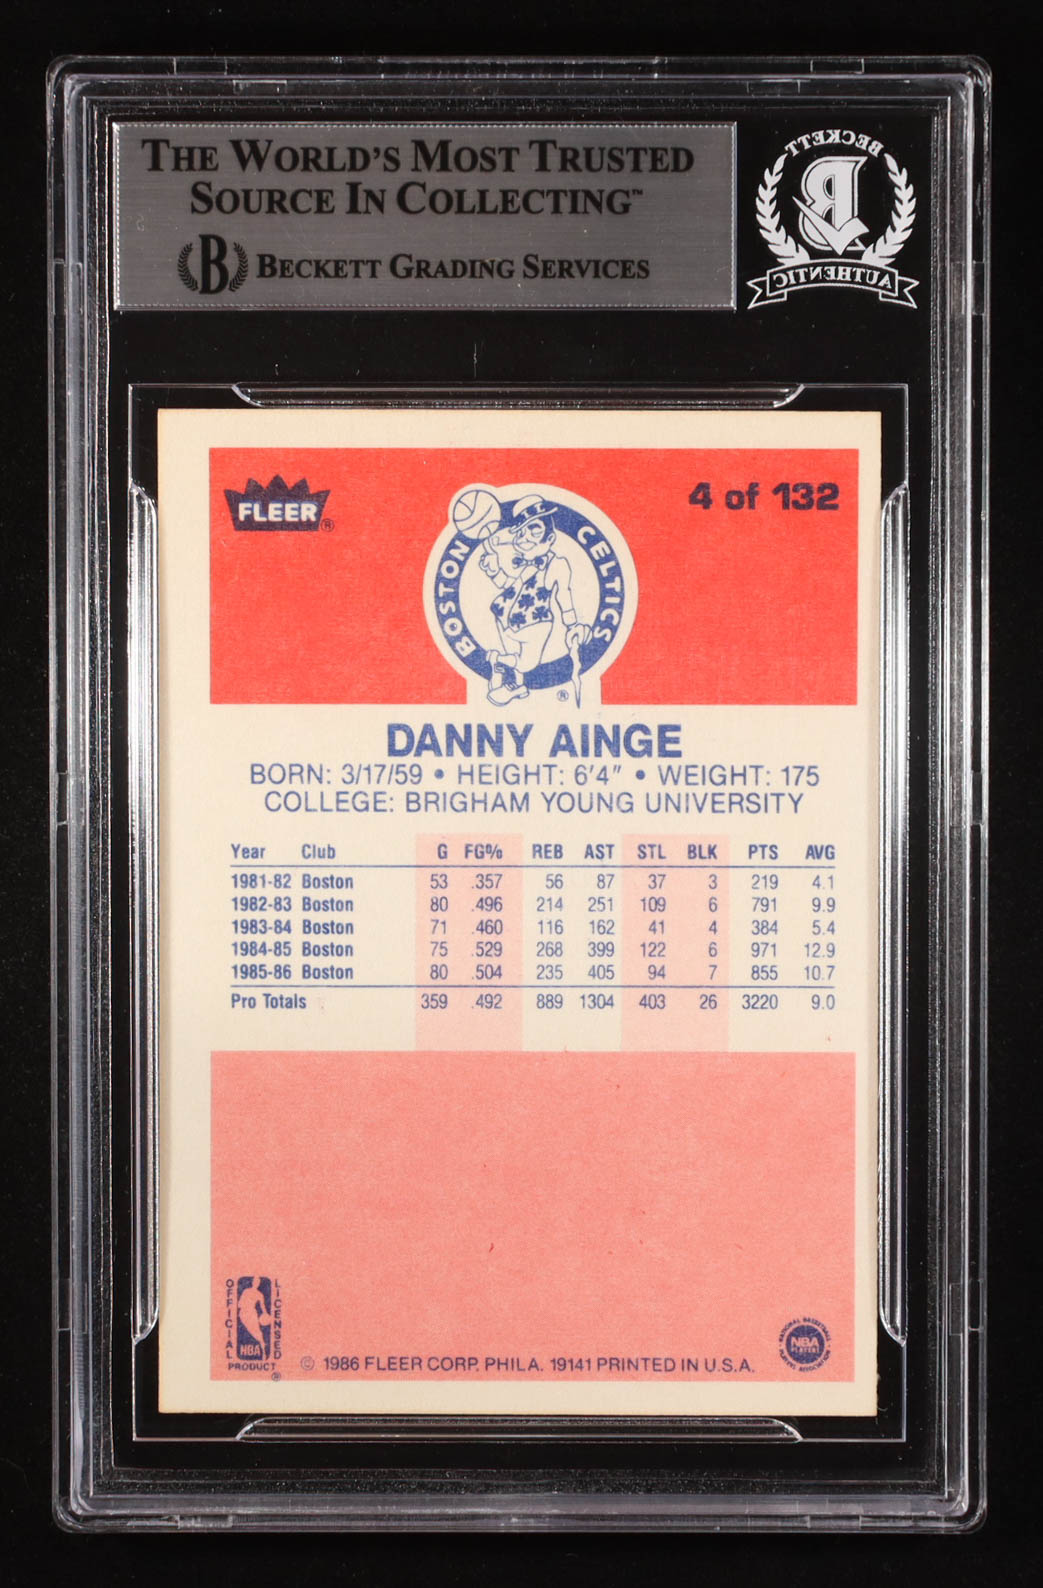 THE WORLD'S MOST TRUSTED
SOURCE IN COLLECTING™
B BECKETT GRADING SERVICES
BECKETT
B
AUTHENTIC
FLEER®
4 of 132
BOSTON CELTICS
®
DANNY AINGE
BORN: 3/17/59 • HEIGHT: 6'4" • WEIGHT: 175
COLLEGE: BRIGHAM YOUNG UNIVERSITY
Year Club G FG% REB AST STL BLK PTS AVG
1981-82 Boston 53 .357 56 87 37 3 219 4.1
1982-83 Boston 80 .496 214 251 109 6 791 9.9
1983-84 Boston 71 .460 116 162 41 4 384 5.4
1984-85 Boston 75 .529 268 399 122 6 971 12.9
1985-86 Boston 80 .504 235 405 94 7 855 10.7
Pro Totals 359 .492 889 1304 403 26 3220 9.0
OFFICIAL LICENSED
NBA
PRODUCT
®
© 1986 FLEER CORP. PHILA. 19141 PRINTED IN U.S.A.
NATIONAL BASKETBALL
NBA
PLAYERS
PLAYERS ASSOCIATION